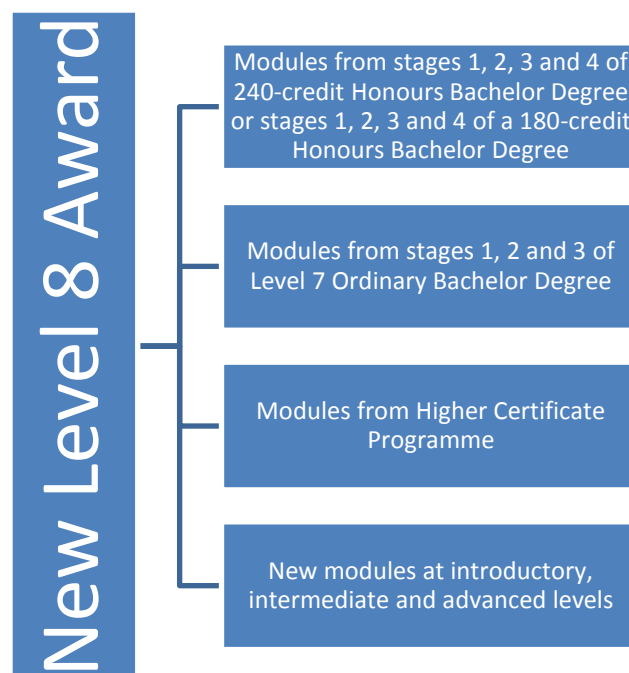 New Level 8 Award
Modules from stages 1, 2, 3 and 4 of
240-credit Honours Bachelor Degree
or stages 1, 2, 3 and 4 of a 180-credit
Honours Bachelor Degree
Modules from stages 1, 2 and 3 of
Level 7 Ordinary Bachelor Degree
Modules from Higher Certificate
Programme
New modules at introductory,
intermediate and advanced levels